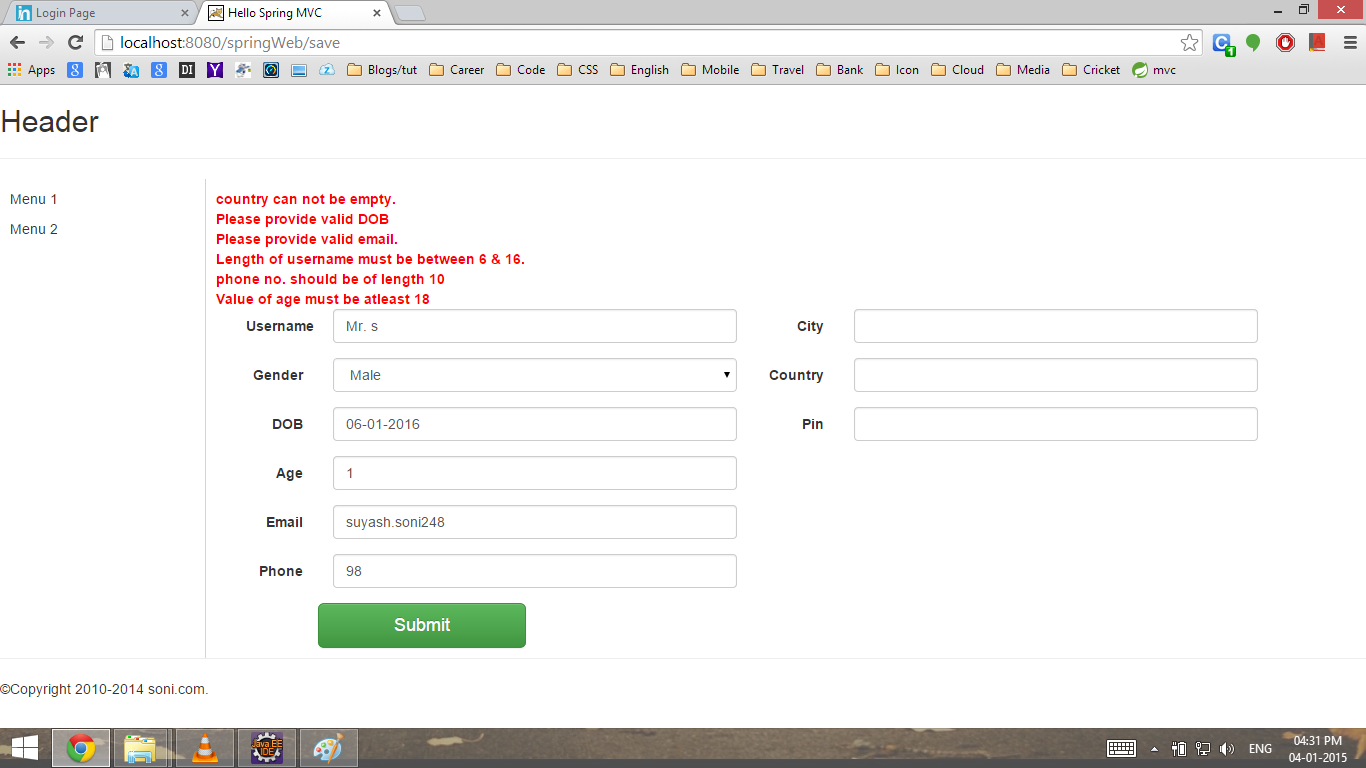 in Login Page × Hello Spring MVC ×
localhost:8080/springWeb/save
Apps 8 8 DI Y Blogs/tut Career Code CSS English Mobile Travel Bank Icon Cloud Media Cricket mvc
Header
Menu 1
Menu 2
country can not be empty.
Please provide valid DOB
Please provide valid email.
Length of username must be between 6 & 16.
phone no. should be of length 10
Value of age must be atleast 18
Username Mr. s City
Gender Male Country
DOB 06-01-2016 Pin
Age 1
Email suyash.soni248
Phone 98
Submit
©Copyright 2010-2014 soni.com.
Java EE
IDE
ENG
04:31 PM
04-01-2015